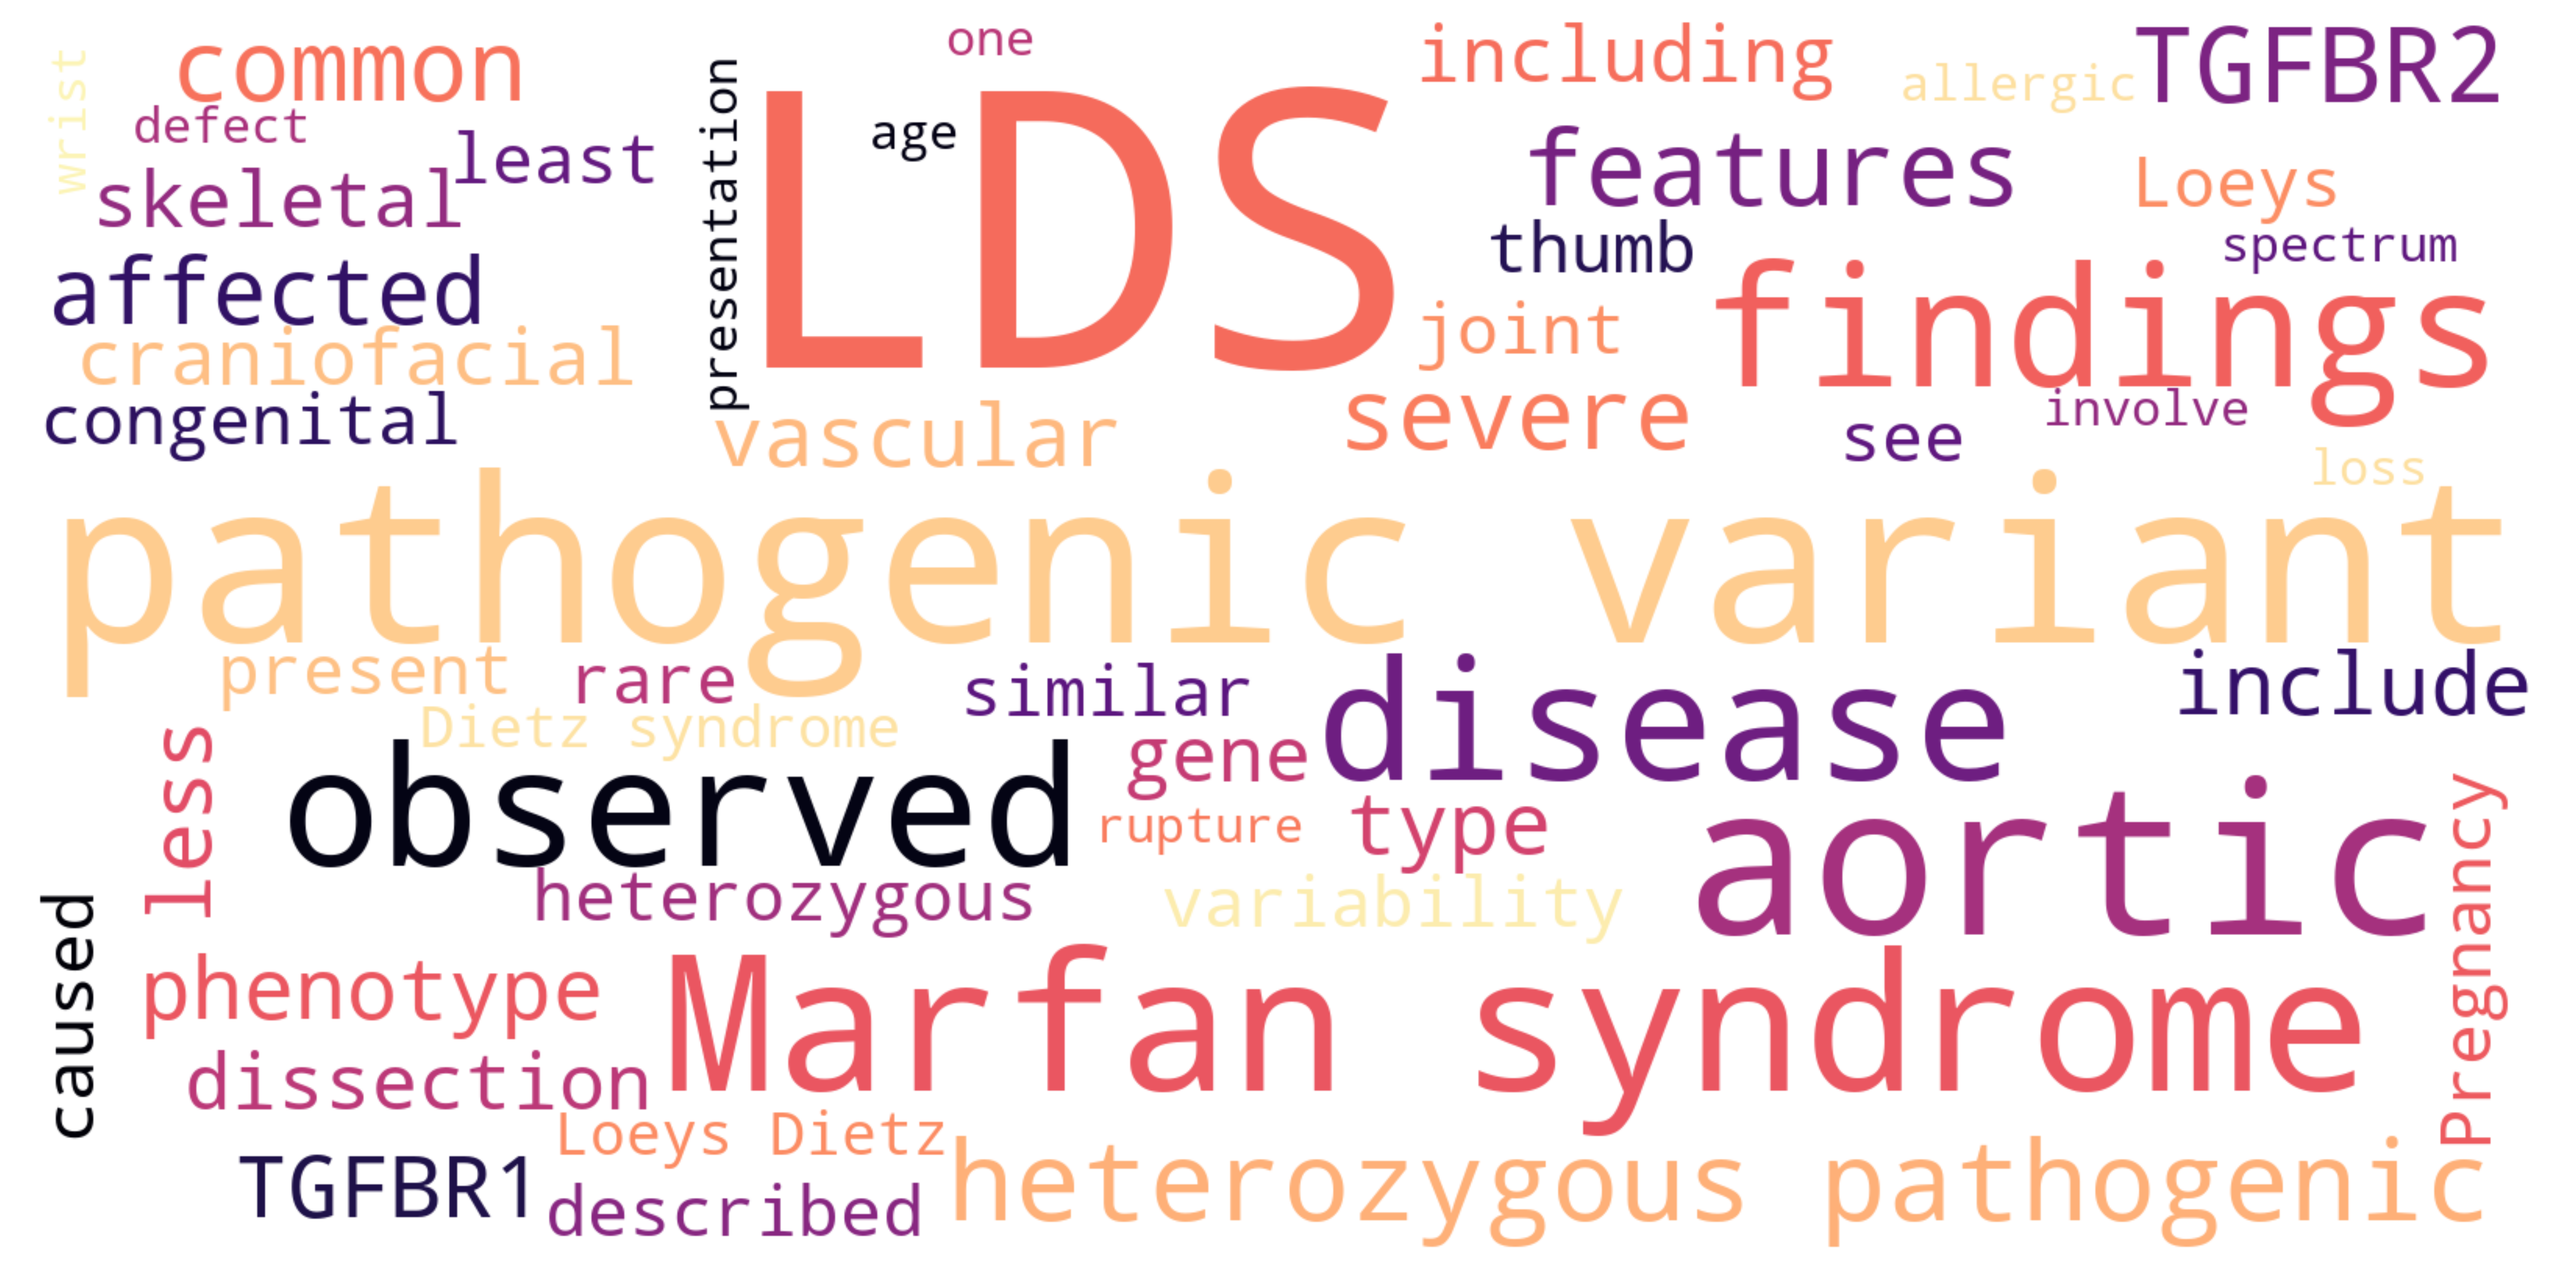 one
including
TGFBR2
common
wrist
allergic
defect
presentation
LDS
age
least
features
skeletal
Loeys
thumb
spectrum
affected
findings
joint
craniofacial
congenital
vascular
severe
see
involve
loss
pathogenic variant
present
rare
similar
disease
include
Dietz syndrome
less
observed
gene
rupture
type
aortic
heterozygous
variability
Pregnancy
caused
phenotype
Marfan syndrome
dissection
Loeys Dietz
TGFBR1
described
heterozygous pathogenic